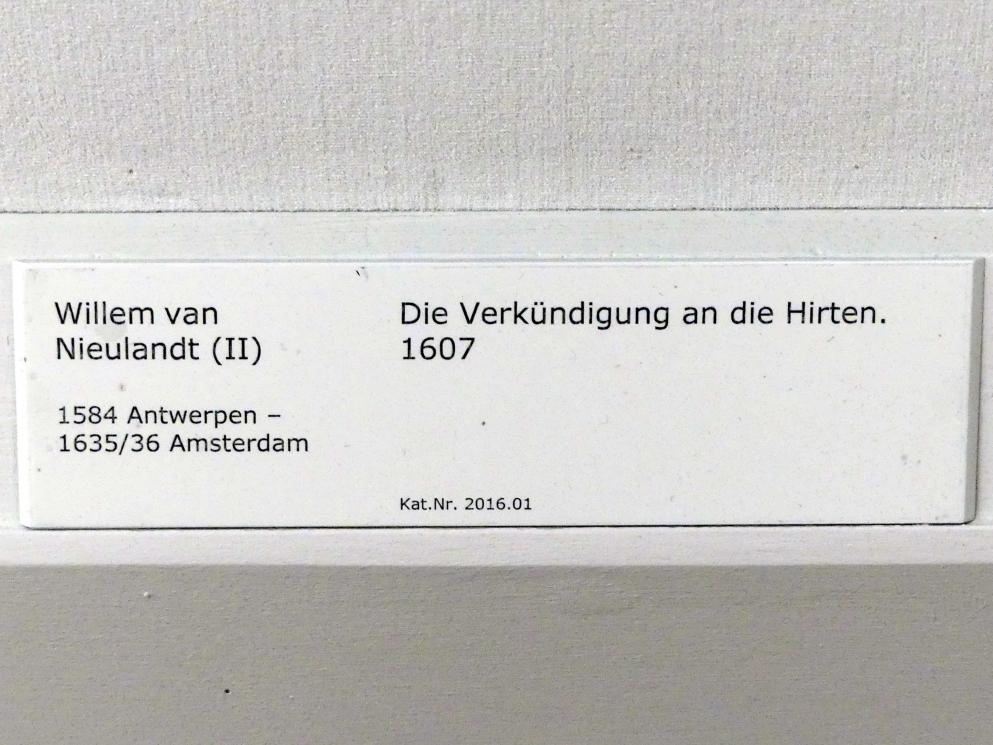 Willem van
Nieulandt (II)
1584 Antwerpen –
1635/36 Amsterdam
Die Verkündigung an die Hirten.
1607
Kat.Nr. 2016.01